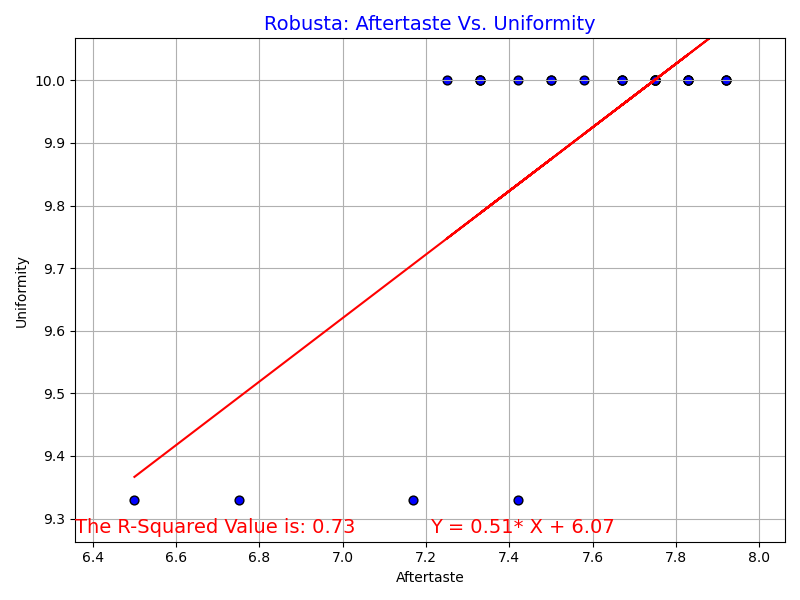 Robusta: Aftertaste Vs. Uniformity
Uniformity
10.0
9.9
9.8
9.7
9.6
9.5
9.4
9.3
The R-Squared Value is: 0.73
Y = 0.51* X + 6.07
6.4 6.6 6.8 7.0 7.2 7.4 7.6 7.8 8.0
Aftertaste